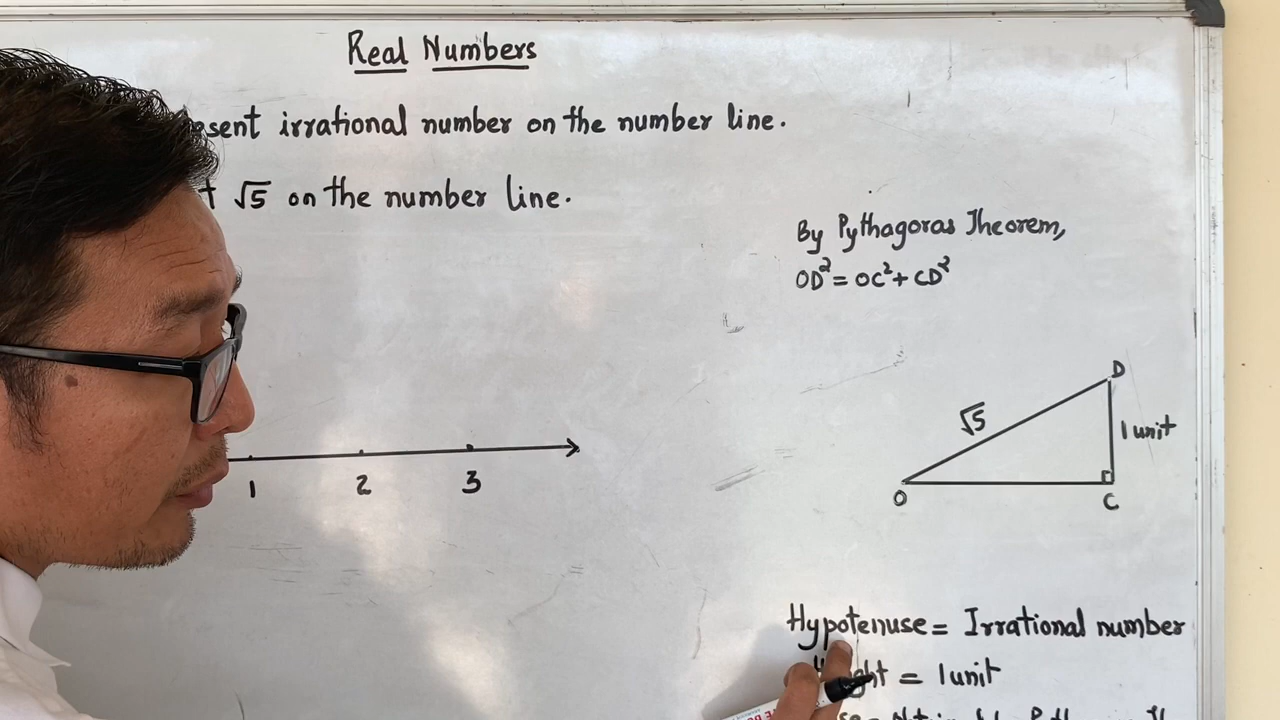 Real Numbers
irrational number on the number line.
√5 on the number line.
By Pythagoras Theorem,
OD² = OC² + CD²
D
√5
1 unit
O
C
1 2 3
Hypotenuse = Irrational number
= 1 unit